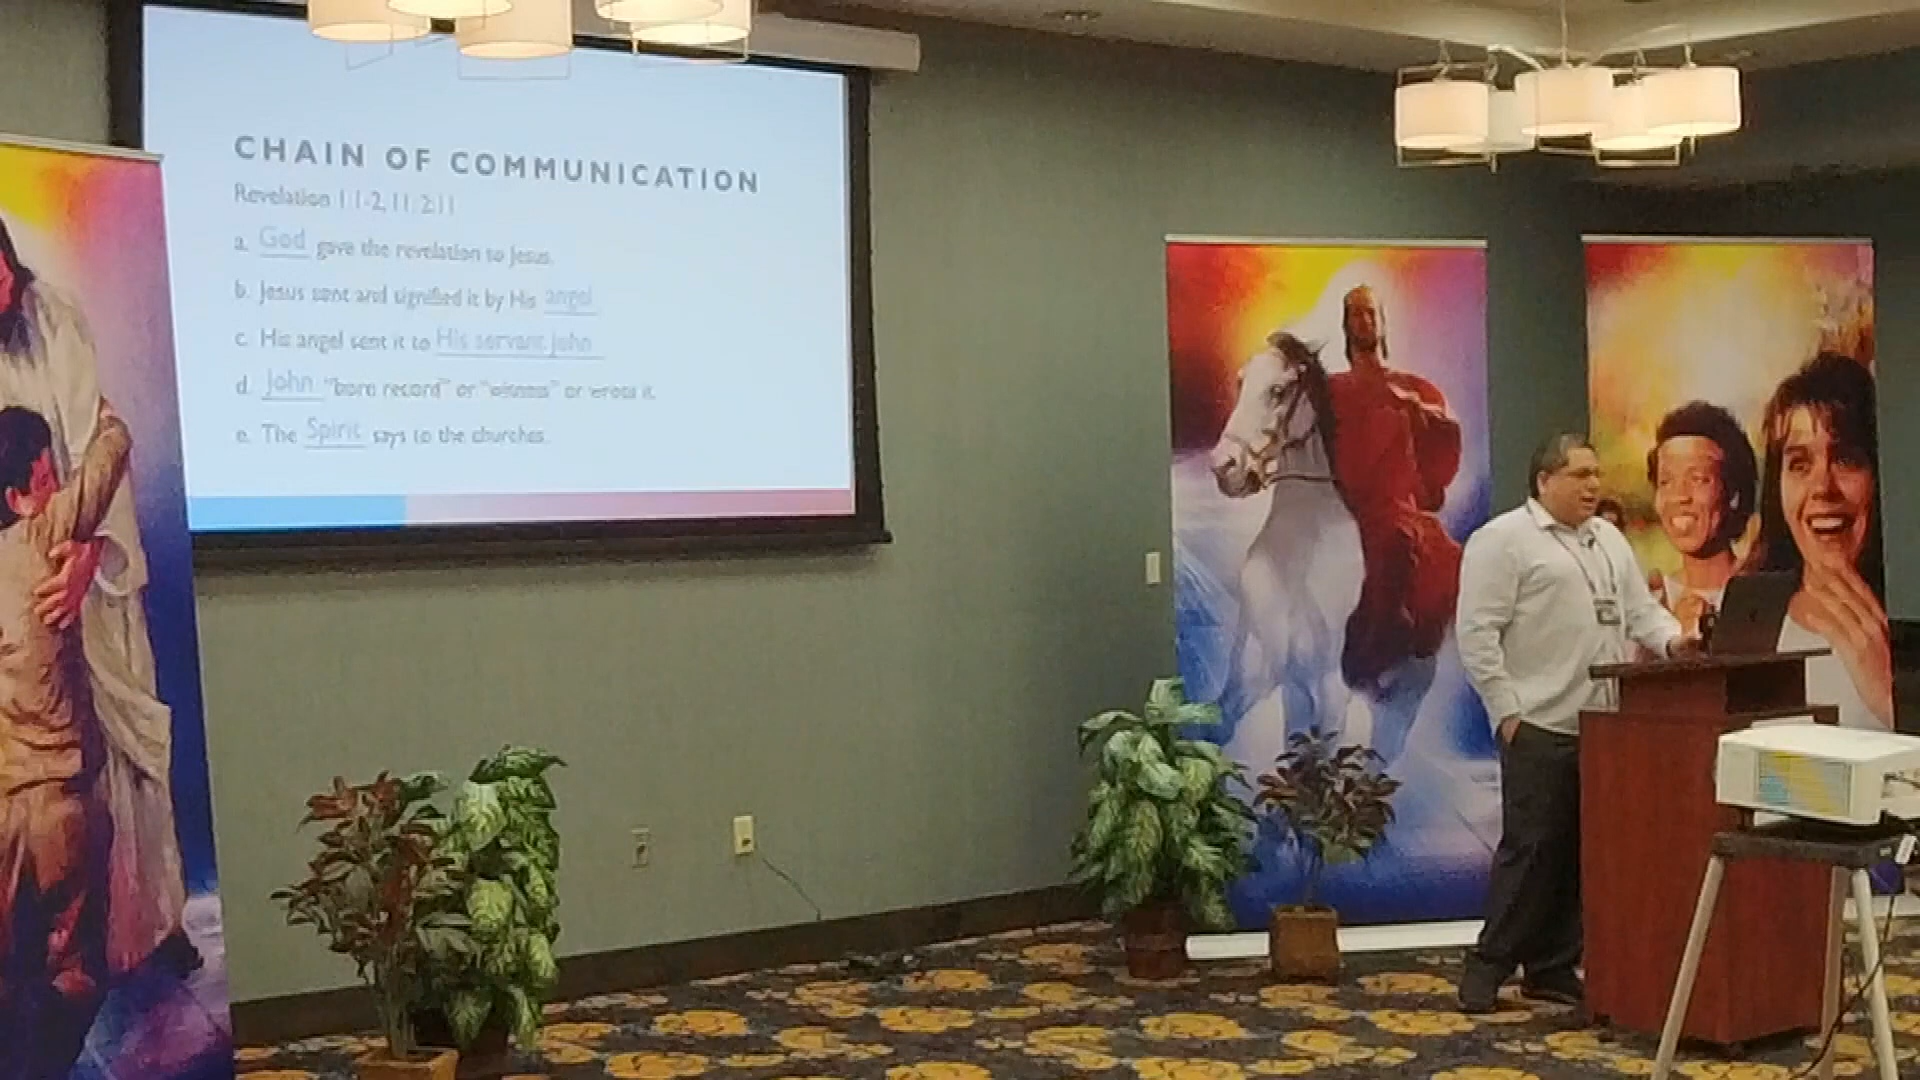 CHAIN OF COMMUNICATION
Revelation 1:1-2, 11; 2:11
a. God gave the revelation to Jesus.
b. Jesus sent and signified it by His angel.
c. His angel sent it to His servant John
d. John "bare record" or "witness" or wrote it.
e. The Spirit says to the churches.